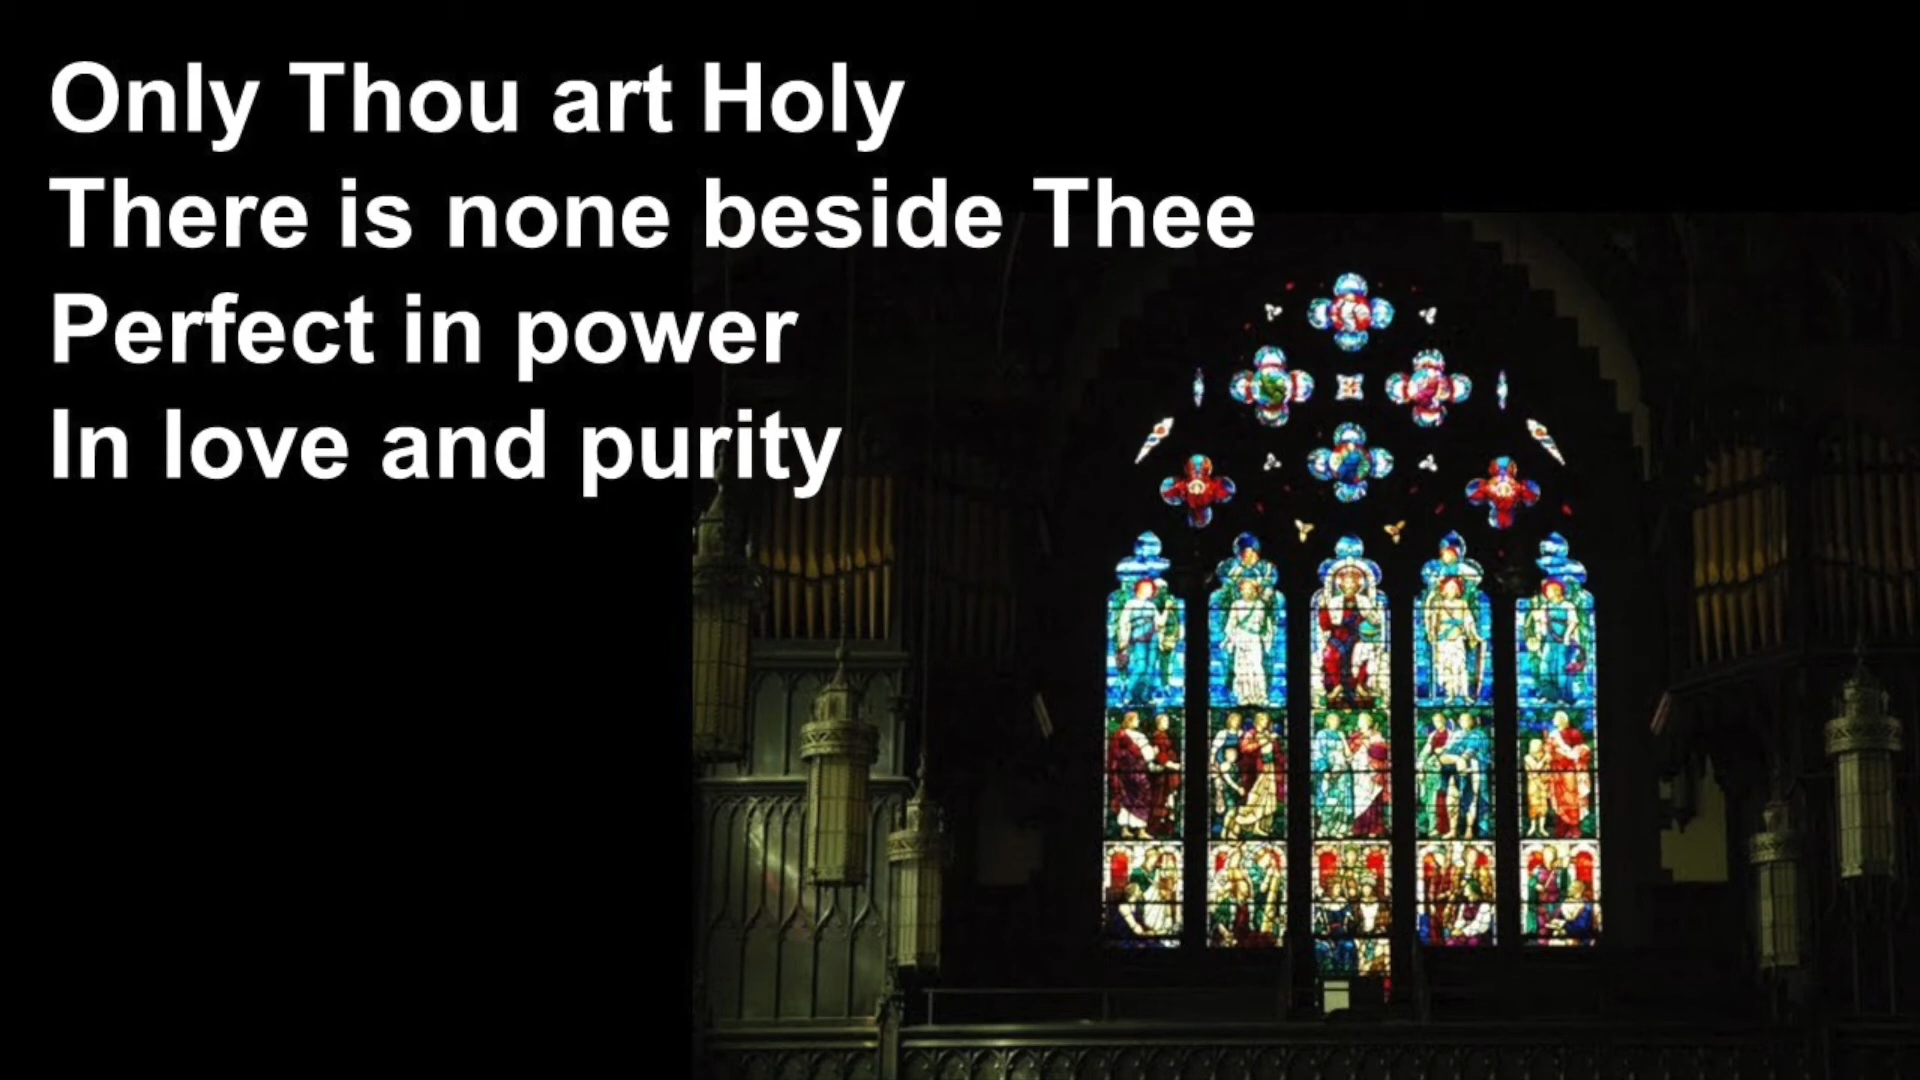 Only Thou art Holy
There is none beside Thee
Perfect in power
In love and purity